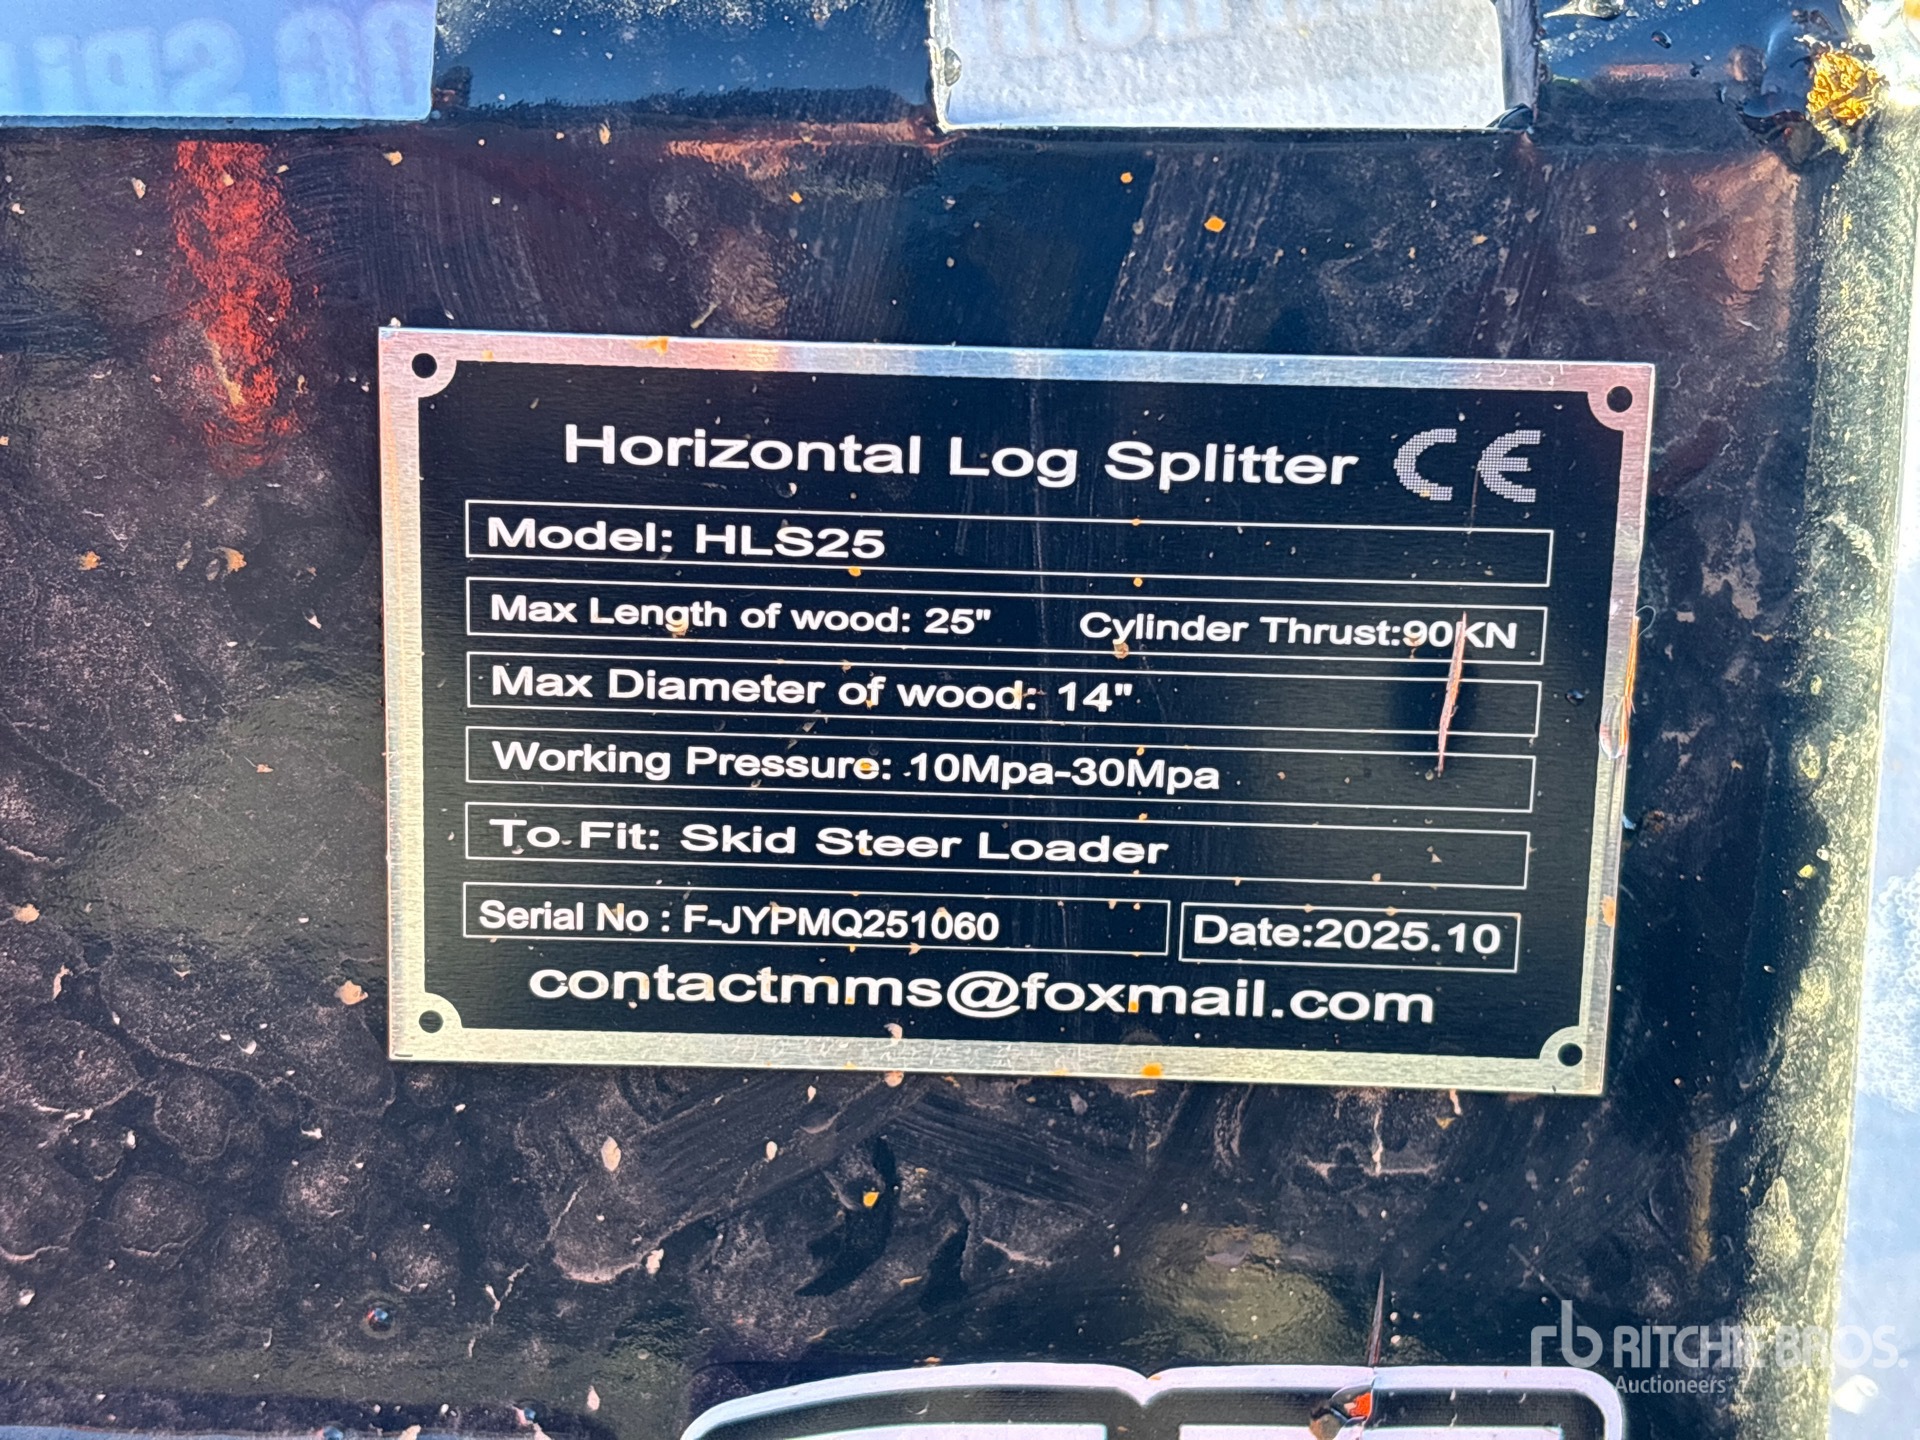 Horizontal Log Splitter CE
Model: HLS25
Max Length of wood: 25" Cylinder Thrust:90KN
Max Diameter of wood: 14"
Working Pressure: 10Mpa-30Mpa
To Fit: Skid Steer Loader
Serial No : F-JYPMQ251060 Date:2025.10
contactmms@foxmail.com
rb RITCHIE BROS.
Auctioneers